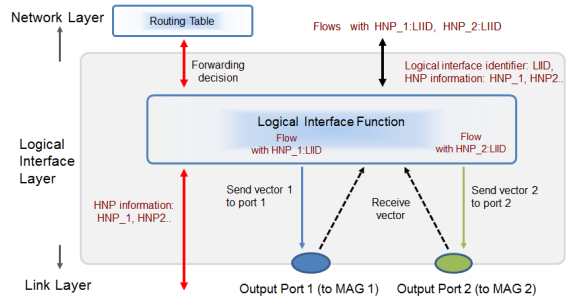 Network Layer
Routing Table
Flows with HNP_1:LIID, HNP_2:LIID
Forwarding
decision
Logical interface identifier: LIID,
HNP information: HNP_1, HNP2..
Logical
Interface
Layer
Logical Interface Function
Flow
with HNP_1:LIID
Flow
with HNP_2:LIID
HNP information:
HNP_1, HNP2..
Send vector 1
to port 1
Receive
vector
Send vector 2
to port 2
Link Layer
Output Port 1 (to MAG 1)
Output Port 2 (to MAG 2)